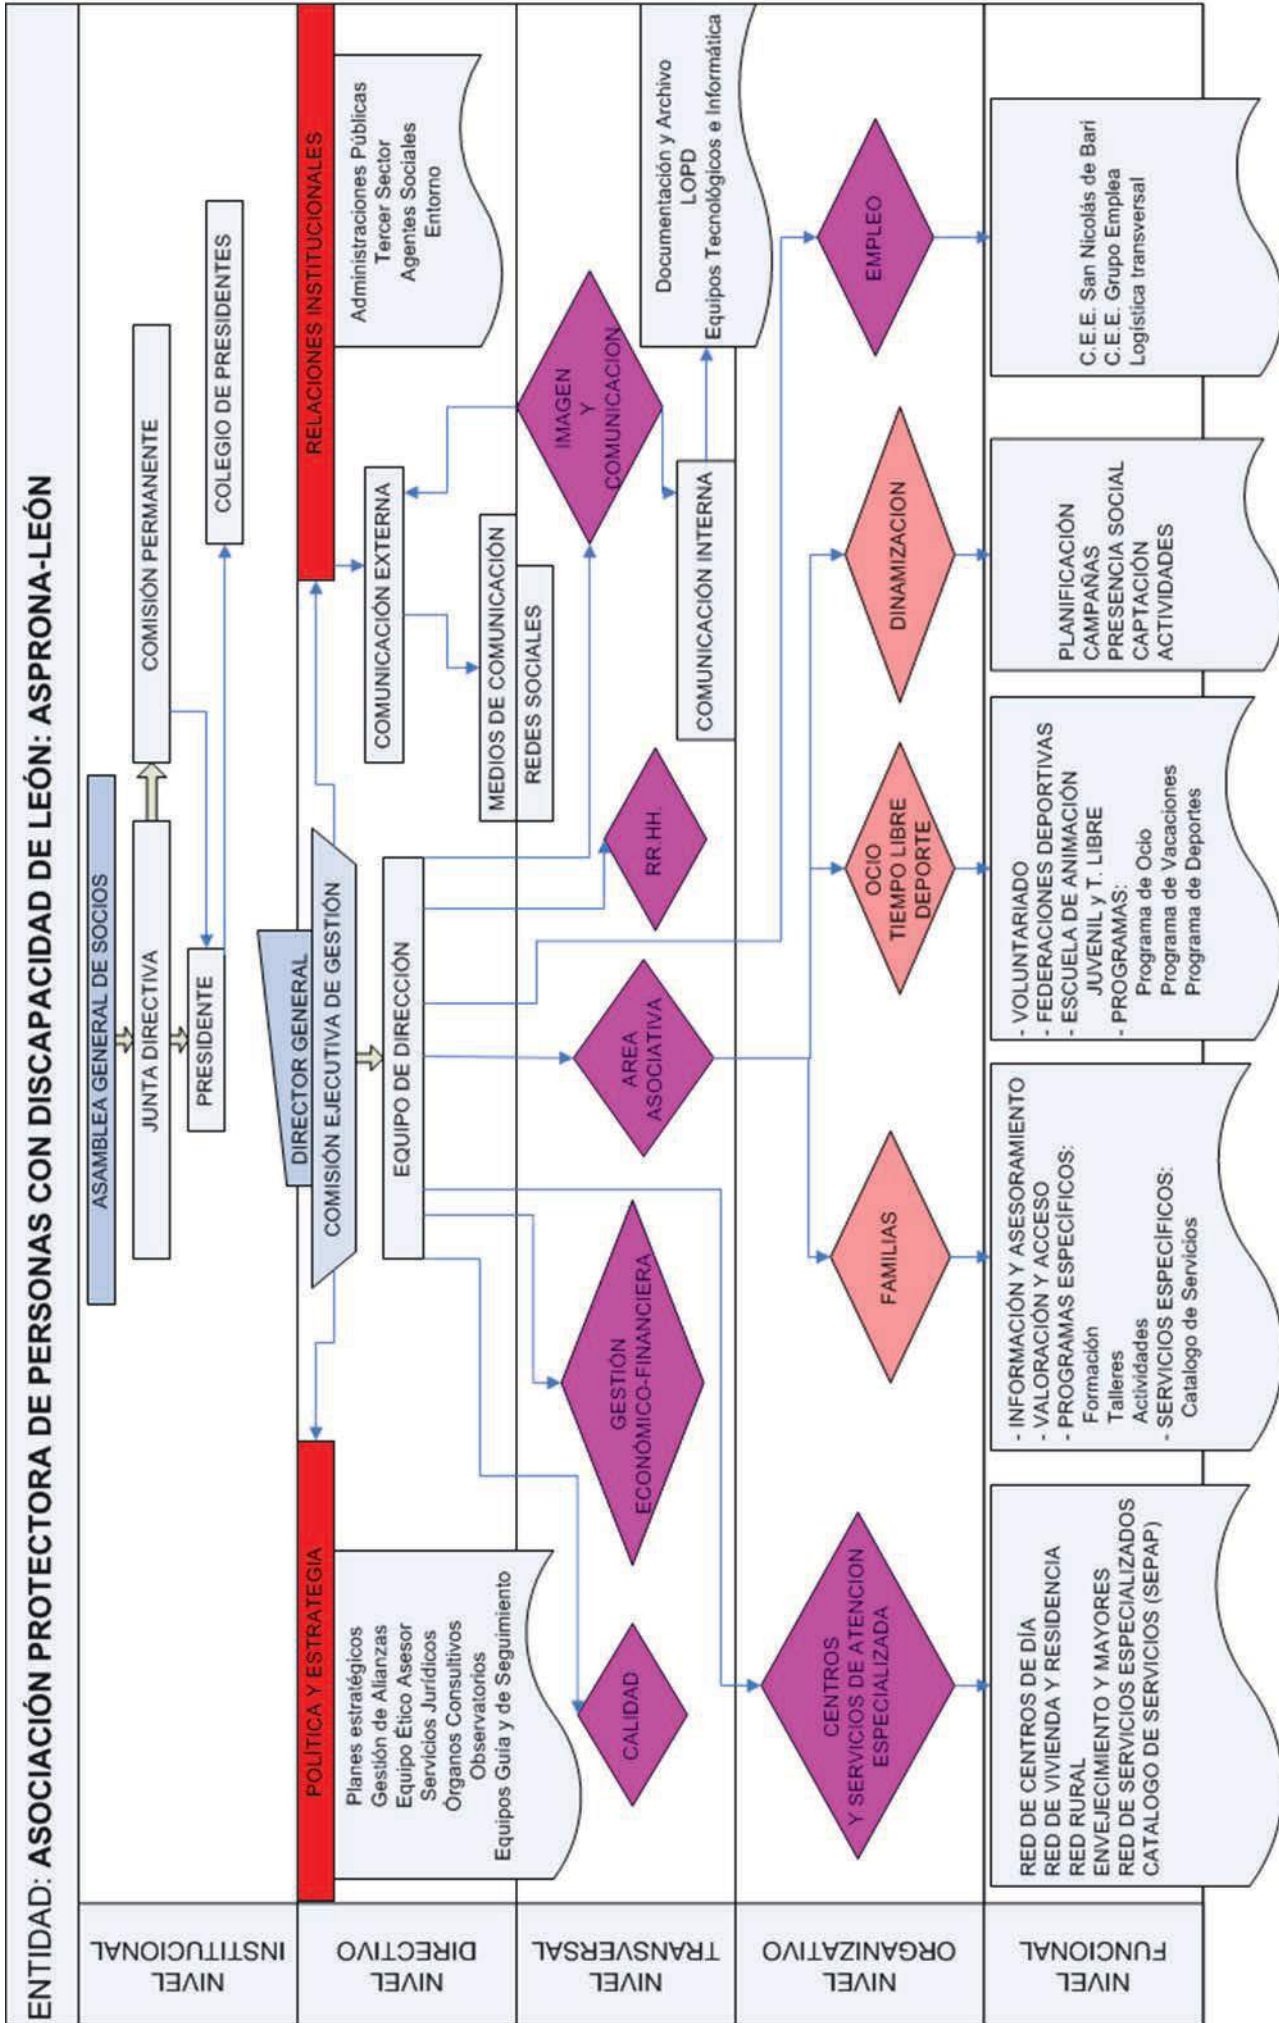 ENTIDAD: ASOCIACIÓN PROTECTORA DE PERSONAS CON DISCAPACIDAD DE LEÓN: ASPRONA-LEÓN
NIVEL
INSTITUCIONAL
ASAMBLEA GENERAL DE SOCIOS
JUNTA DIRECTIVA
COMISIÓN PERMANENTE
PRESIDENTE
COLEGIO DE PRESIDENTES
NIVEL
DIRECTIVO
POLÍTICA Y ESTRATEGIA
Planes estratégicos
Gestión de Alianzas
Equipo Ético Asesor
Servicios Jurídicos
Órganos Consultivos
Observatorios
Equipos Guia y de Seguimiento
DIRECTOR GENERAL
COMISIÓN EJECUTIVA DE GESTIÓN
EQUIPO DE DIRECCIÓN
RELACIONES INSTITUCIONALES
Administraciones Públicas
Tercer Sector
Agentes Sociales
Entorno
COMUNICACIÓN EXTERNA
MEDIOS DE COMUNICACIÓN
REDES SOCIALES
NIVEL
TRANSVERSAL
CALIDAD
GESTIÓN
ECONÓMICO-FINANCIERA
AREA
ASOCIATIVA
RR.HH.
IMAGEN
Y
COMUNICACION
COMUNICACIÓN INTERNA
Documentación y Archivo
LOPD
Equipos Tecnológicos e Informática
NIVEL
ORGANIZATIVO
CENTROS
Y SERVICIOS DE ATENCION
ESPECIALIZADA
FAMILIAS
OCIO
TIEMPO LIBRE
DEPORTE
DINAMIZACION
EMPLEO
NIVEL
FUNCIONAL
RED DE CENTROS DE DÍA
RED DE VIVIENDA Y RESIDENCIA
RED RURAL
ENVEJECIMIENTO Y MAYORES
RED DE SERVICIOS ESPECIALIZADOS
CATALOGO DE SERVICIOS (SEPAP)
- INFORMACIÓN Y ASESORAMIENTO
- VALORACIÓN Y ACCESO
- PROGRAMAS ESPECÍFICOS:
Formación
Talleres
Actividades
- SERVICIOS ESPECÍFICOS:
Catalogo de Servicios
- VOLUNTARIADO
- FEDERACIONES DEPORTIVAS
- ESCUELA DE ANIMACIÓN
JUVENIL y T. LIBRE
- PROGRAMAS:
Programa de Ocio
Programa de Vacaciones
Programa de Deportes
PLANIFICACIÓN
CAMPAÑAS
PRESENCIA SOCIAL
CAPTACIÓN
ACTIVIDADES
C.E.E. San Nicolás de Bari
C.E.E. Grupo Emplea
Logística transversal